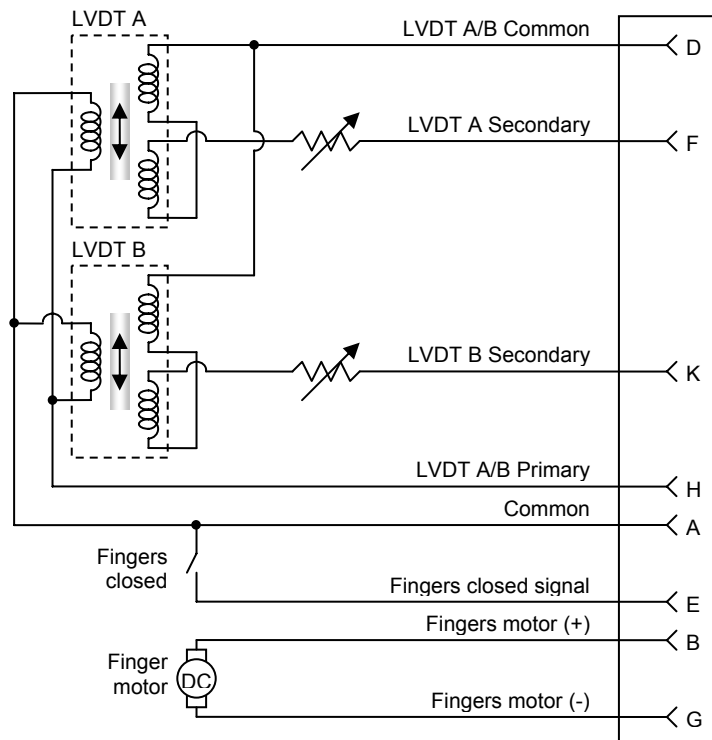 LVDT A
LVDT A/B Common
D
LVDT A Secondary
F
LVDT B
LVDT B Secondary
K
LVDT A/B Primary
H
Common
A
Fingers
closed
Fingers closed signal
E
Fingers motor (+)
B
Finger
motor
DC
Fingers motor (-)
G